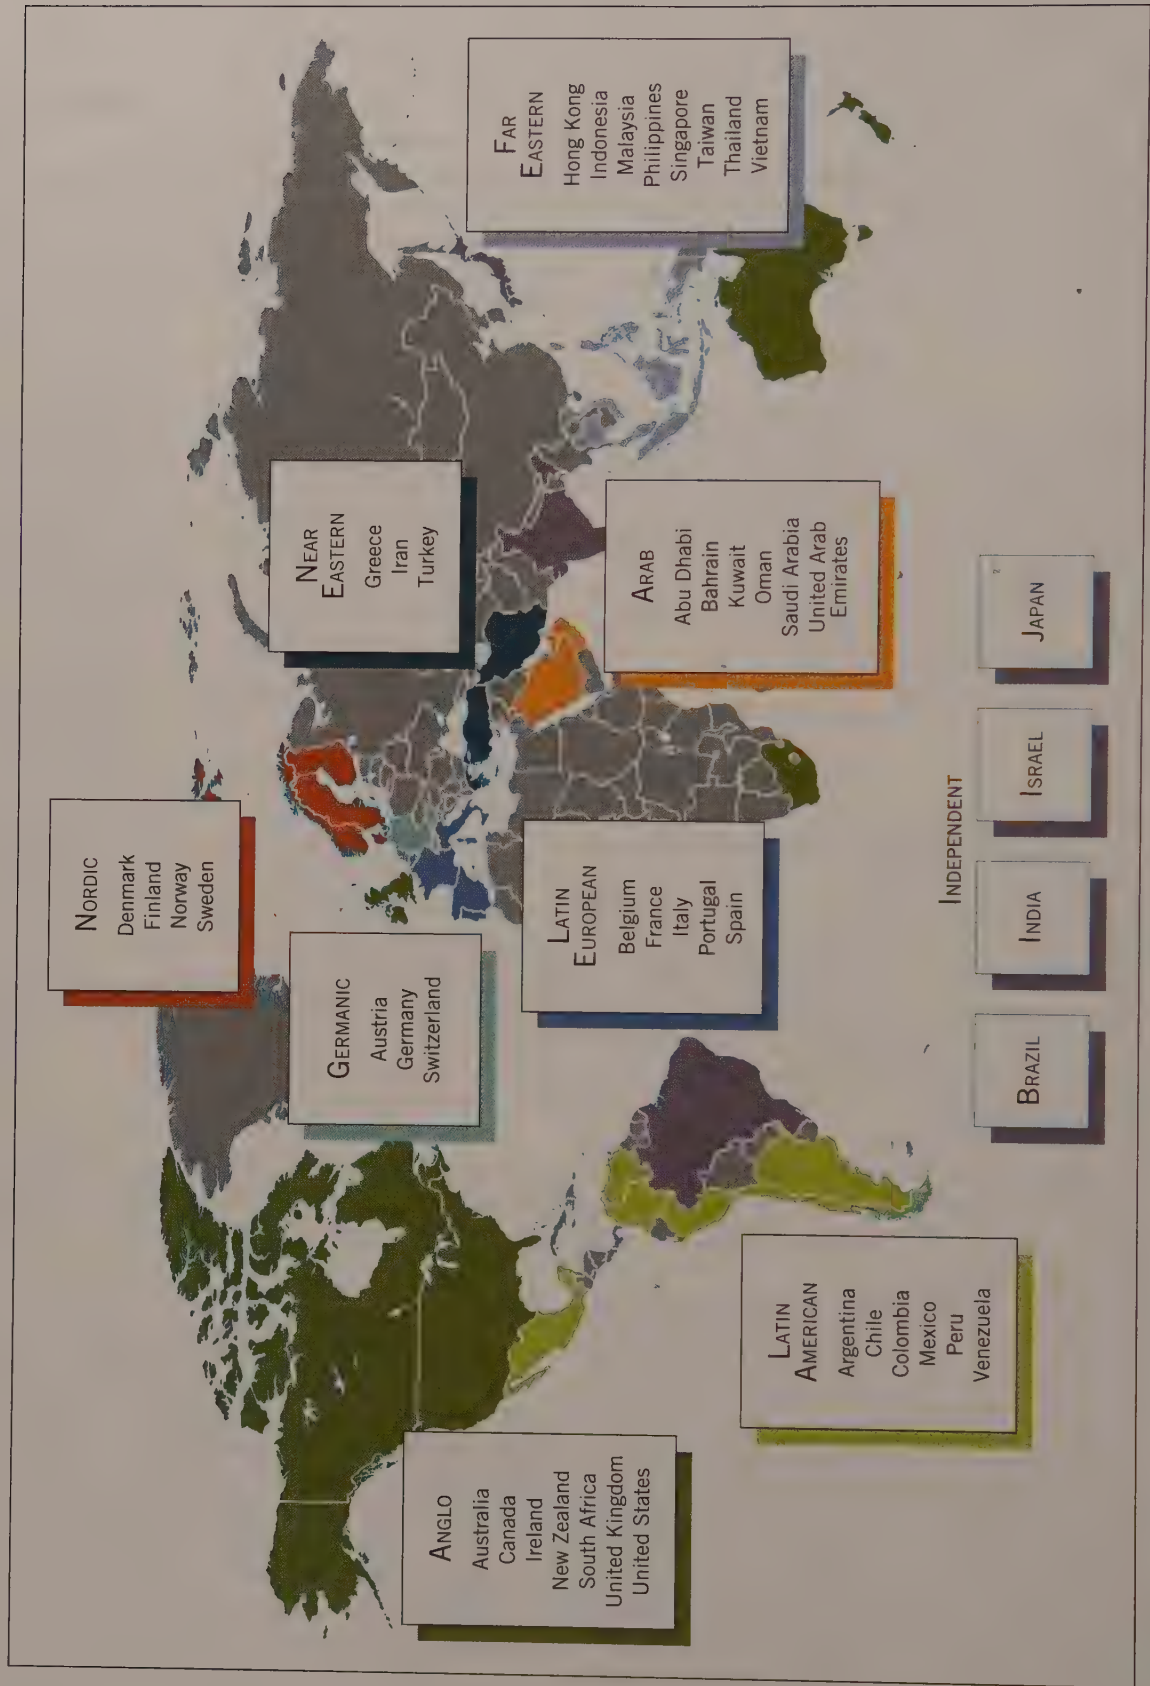 NORDIC
Denmark
Finland
Norway
Sweden
GERMANIC
Austria
Germany
Switzerland
NEAR
EASTERN
Greece
Iran
Turkey
ANGLO
Australia
Canada
Ireland
New Zealand
South Africa
United Kingdom
United States
LATIN
EUROPEAN
Belgium
France
Italy
Portugal
Spain
ARAB
Abu Dhabi
Bahrain
Kuwait
Oman
Saudi Arabia
United Arab
Emirates
FAR
EASTERN
Hong Kong
Indonesia
Malaysia
Philippines
Singapore
Taiwan
Thailand
Vietnam
LATIN
AMERICAN
Argentina
Chile
Colombia
Mexico
Peru
Venezuela
INDEPENDENT
BRAZIL
INDIA
ISRAEL
JAPAN